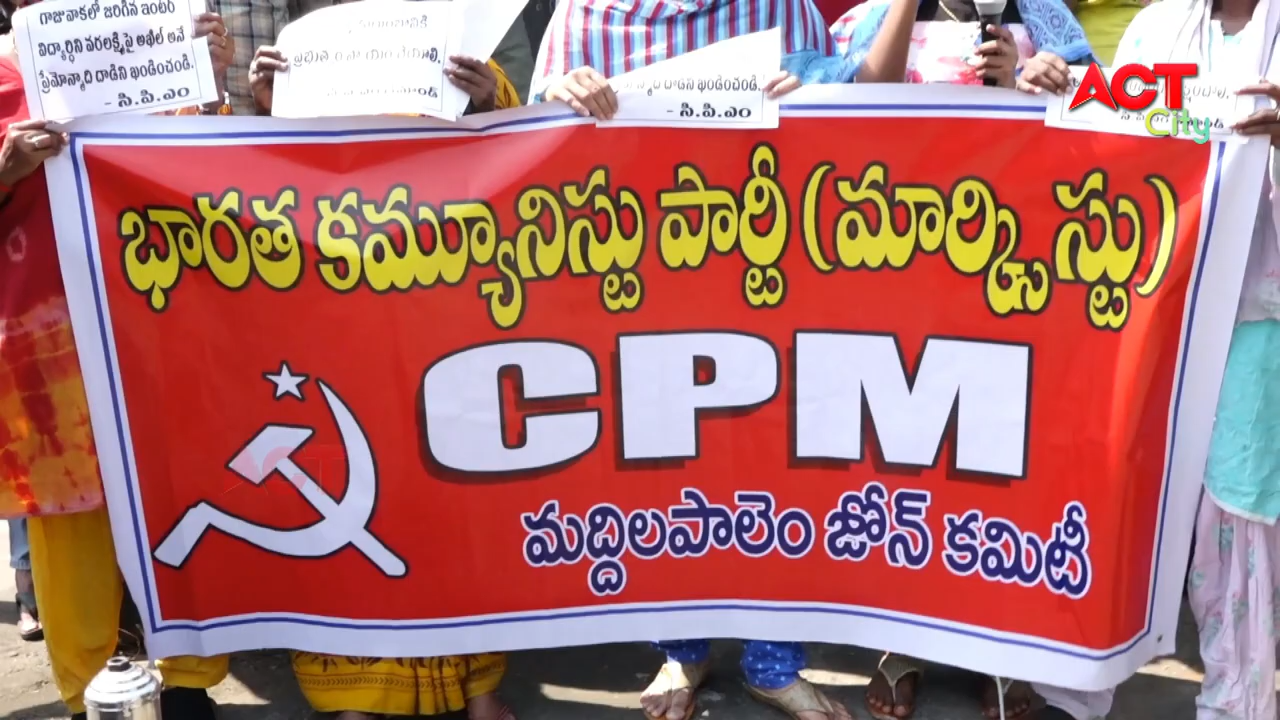 గాజువాకలో జరిగిన ఇంటర్
విద్యార్థిని వరలక్ష్మిపై అఖిల్ అనే
ప్రేమోన్మాది దాడిని ఖండించండి.
- సి.పి.ఎం
దాడిని ఖండించండి.
- సి.పి.ఎం
ACT
City
భారత కమ్యూనిస్టు పార్టీ (మార్క్సిస్టు)
CPM
మద్దిలపాలెం జోన్ కమిటీ